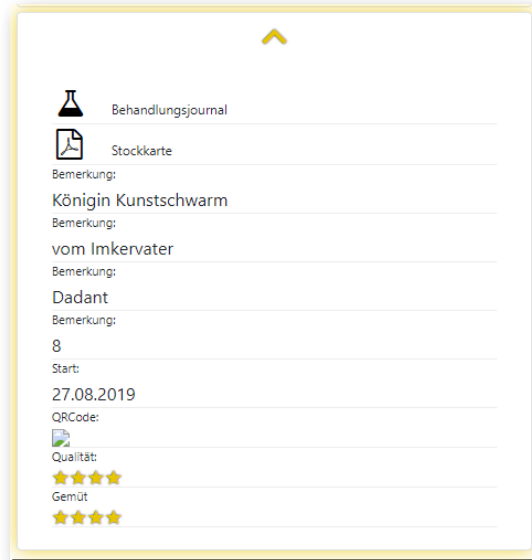 Behandlungsjournal
Stockkarte
Bemerkung:
Königin Kunstschwarm
Bemerkung:
vom Imkervater
Bemerkung:
Dadant
Bemerkung:
8
Start:
27.08.2019
QRCode:
Qualität:
Gemüt